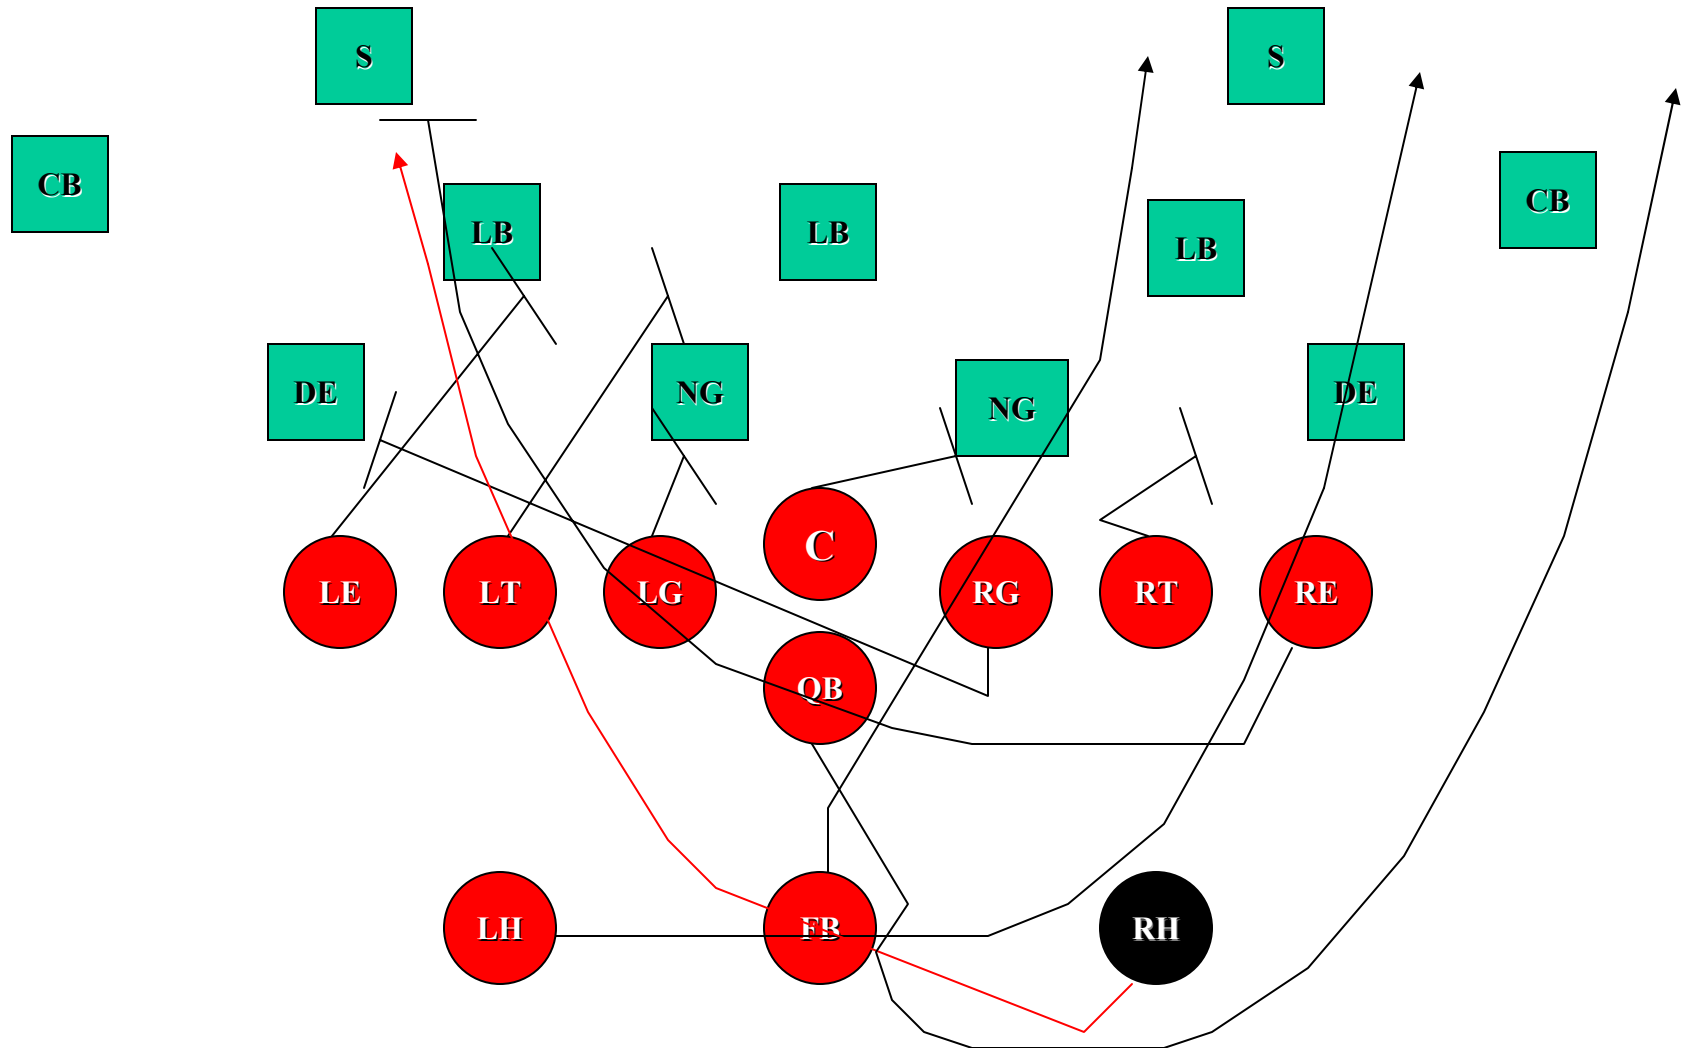 S
S
CB
CB
LB
LB
LB
DE
NG
NG
DE
C
LE
LT
LG
RG
RT
RE
QB
LH
FB
RH